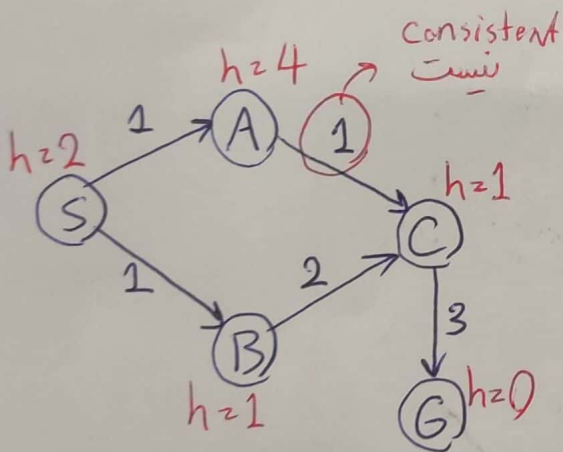 consistent
نیست
h=4
1
A
1
h=2
S
h=1
C
1
2
B
3
h=1
G
h=0